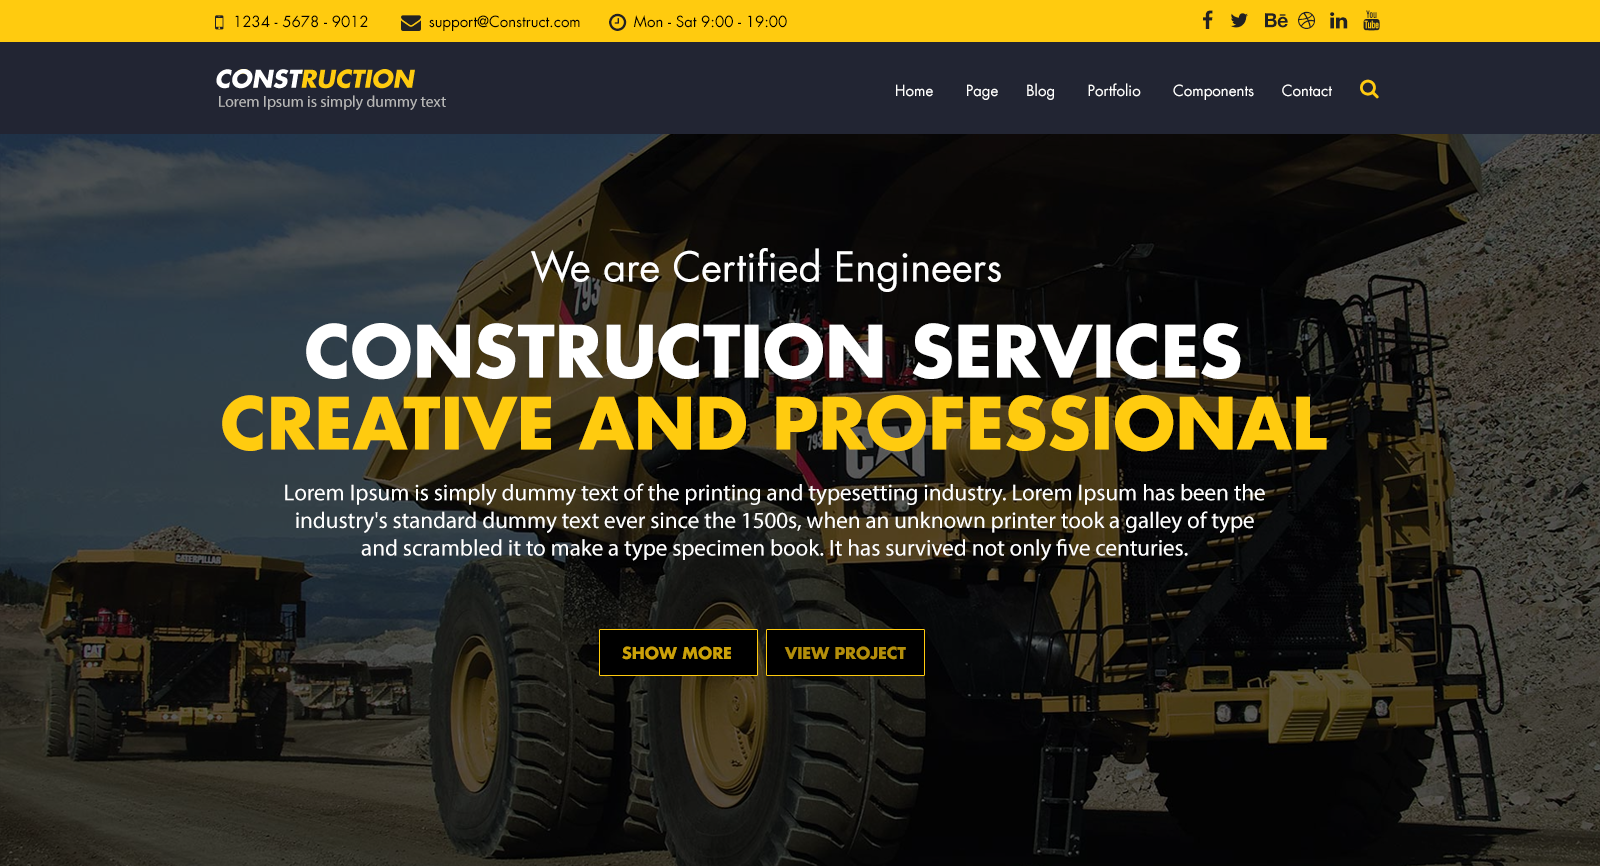 1234 - 5678 - 9012 support@Construct.com Mon - Sat 9:00 - 19:00 f Bē in You Tube
CONSTRUCTION
Lorem Ipsum is simply dummy text
Home Page Blog Portfolio Components Contact
We are Certified Engineers
793
CONSTRUCTION SERVICES
CREATIVE AND PROFESSIONAL
793
CAT
Lorem Ipsum is simply dummy text of the printing and typesetting industry. Lorem Ipsum has been the
industry's standard dummy text ever since the 1500s, when an unknown printer took a galley of type
and scrambled it to make a type specimen book. It has survived not only five centuries.
CATERPILLAR
CAT
SHOW MORE VIEW PROJECT